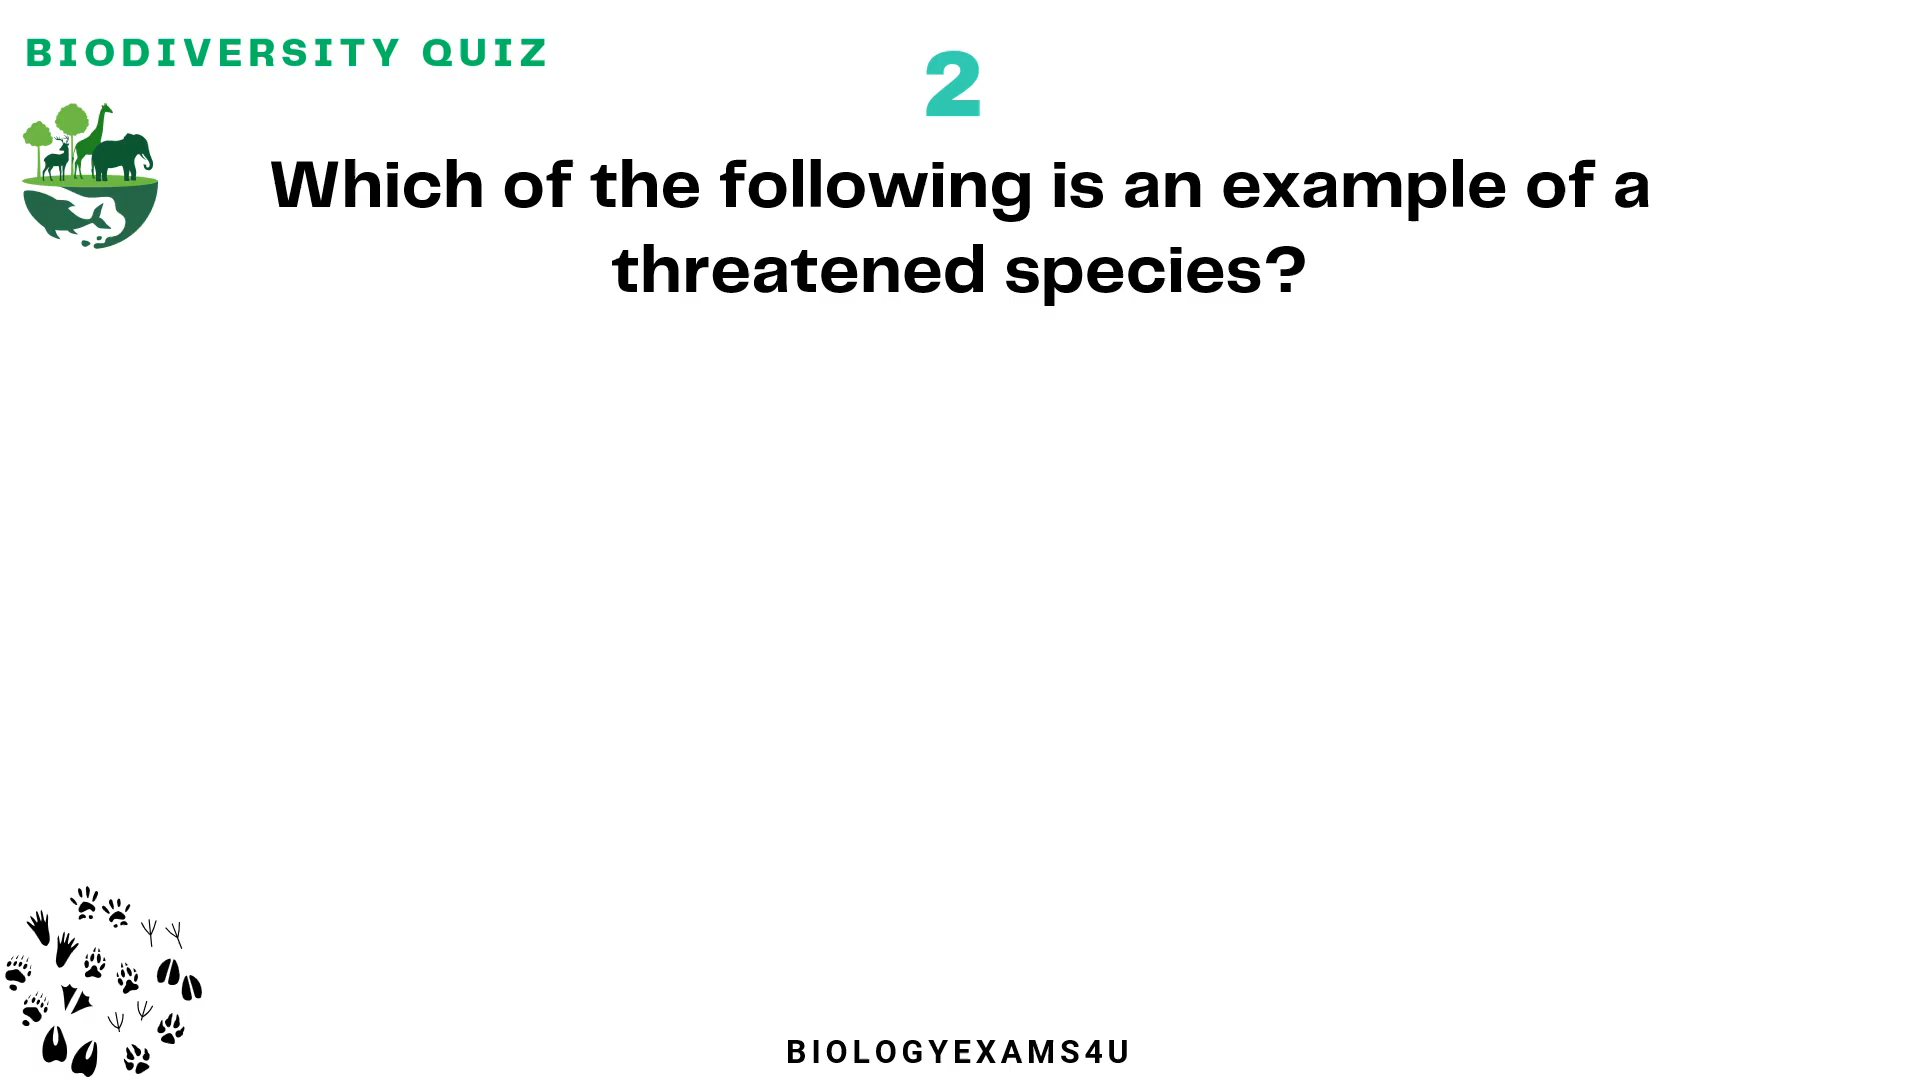 BIODIVERSITY QUIZ
2
Which of the following is an example of a
threatened species?
BIOLOGYEXAMS4U